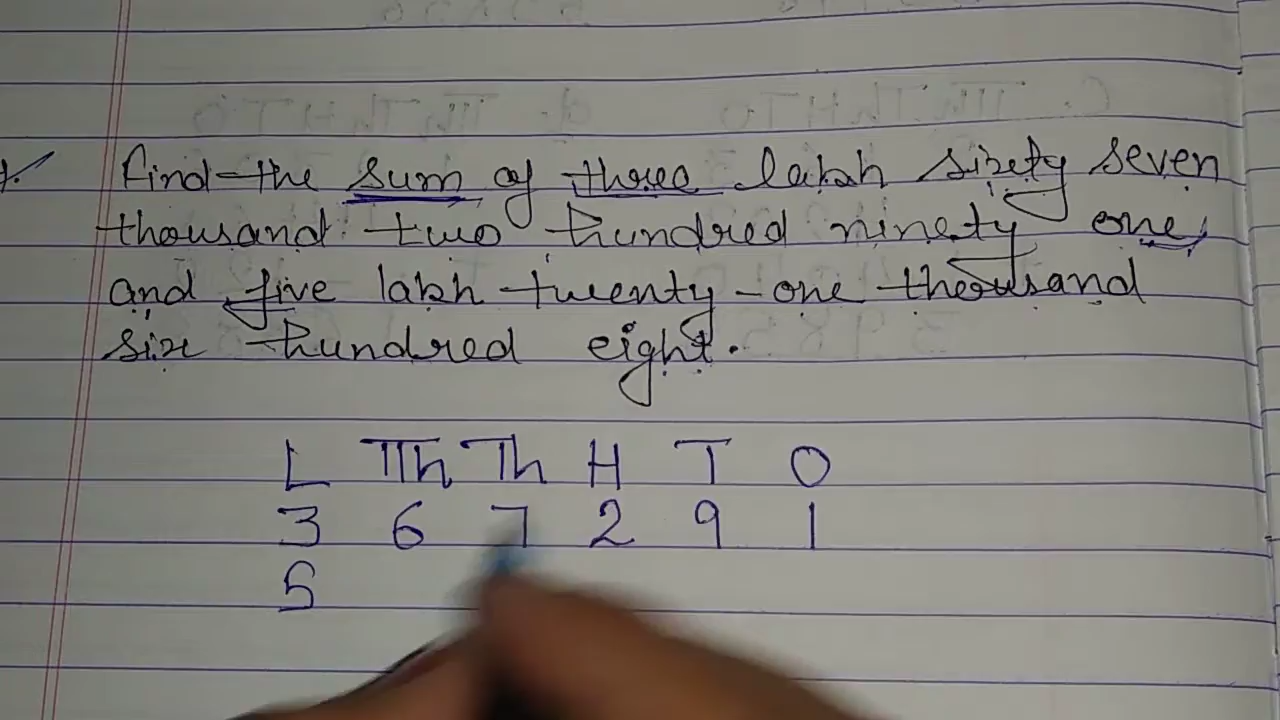 Find the sum of three lakh sixty seven
thousand two hundred ninety one,
and five lakh twenty-one thousand
six hundred eight.
L TTh Th H T O
3 6 7 2 9 1
5